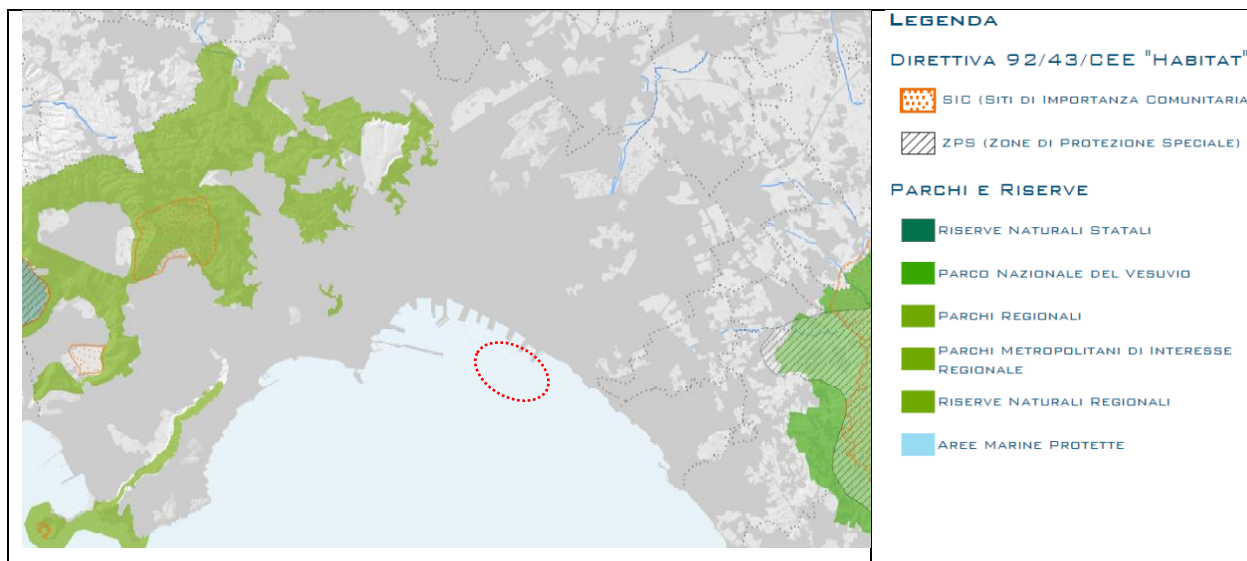 LEGENDA
DIRETTIVA 92/43/CEE "HABITAT"
SIC (SITI DI IMPORTANZA COMUNITARIA
ZPS (ZONE DI PROTEZIONE SPECIALE)
PARCHI E RISERVE
RISERVE NATURALI STATALI
PARCO NAZIONALE DEL VESUVIO
PARCHI REGIONALI
PARCHI METROPOLITANI DI INTERESSE
REGIONALE
RISERVE NATURALI REGIONALI
AREE MARINE PROTETTE